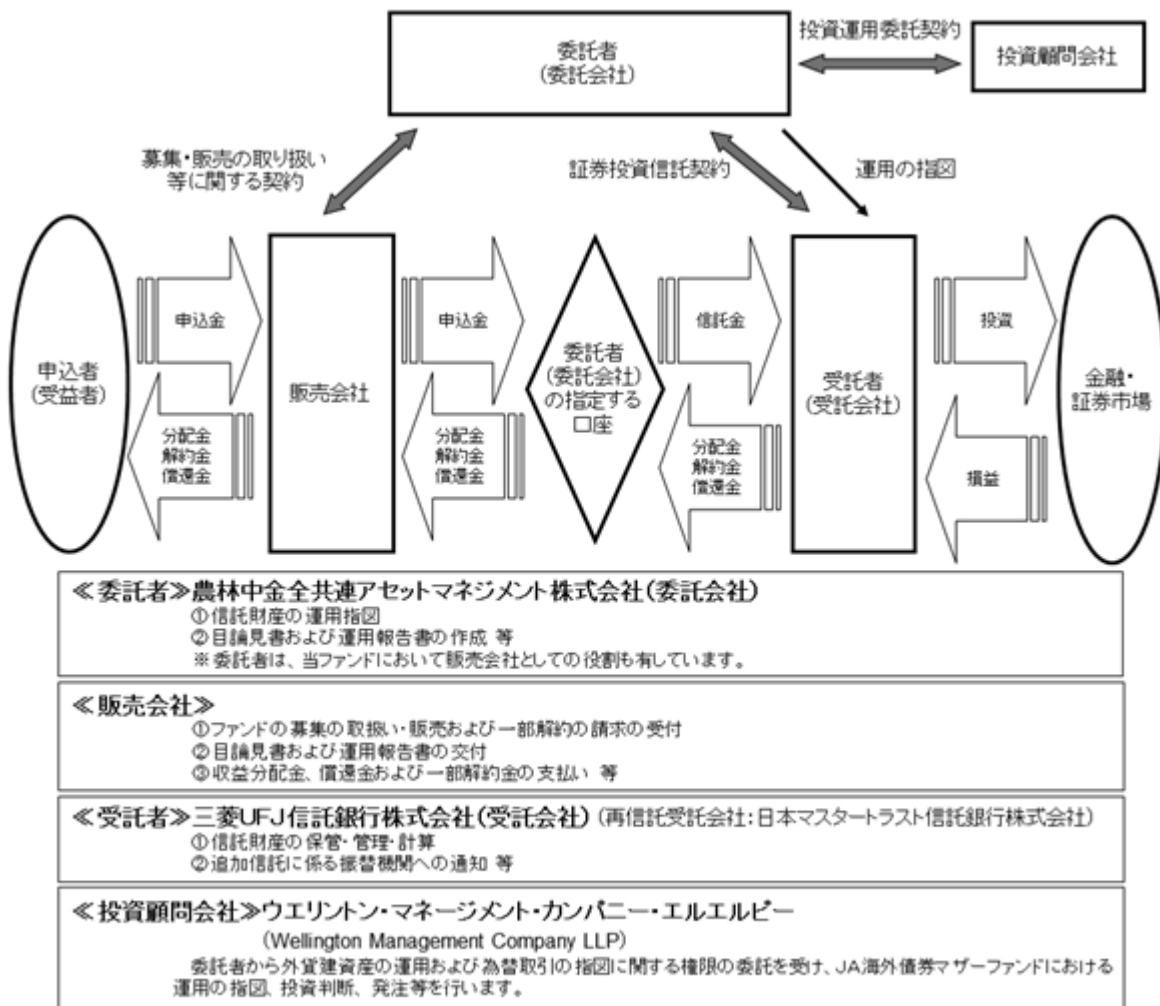 投資運用委託契約
委託者
(委託会社)
投資顧問会社
募集・販売の取り扱い
等に関する契約
証券投資信託契約
運用の指図
申込金
申込金
信託金
投資
申込者
(受益者)
販売会社
委託者
(委託会社)
の指定する
口座
受託者
(受託会社)
金融・
証券市場
分配金
解約金
償還金
分配金
解約金
償還金
分配金
解約金
償還金
損益
≪委託者≫農林中金全共連アセットマネジメント株式会社(委託会社)
①信託財産の運用指図
②目論見書および運用報告書の作成 等
※委託者は、当ファンドにおいて販売会社としての役割も有しています。
≪販売会社≫
①ファンドの募集の取扱い・販売および一部解約の請求の受付
②目論見書および運用報告書の交付
③収益分配金、償還金および一部解約金の支払い 等
≪受託者≫三菱UFJ信託銀行株式会社(受託会社) (再信託受託会社:日本マスタートラスト信託銀行株式会社)
①信託財産の保管・管理・計算
②追加信託に係る振替機関への通知 等
≪投資顧問会社≫ウエリントン・マネージメント・カンパニー・エルエルピー
(Wellington Management Company LLP)
委託者から外貨建資産の運用および為替取引の指図に関する権限の委託を受け、JA海外債券マザーファンドにおける
運用の指図、投資判断、発注等を行います。